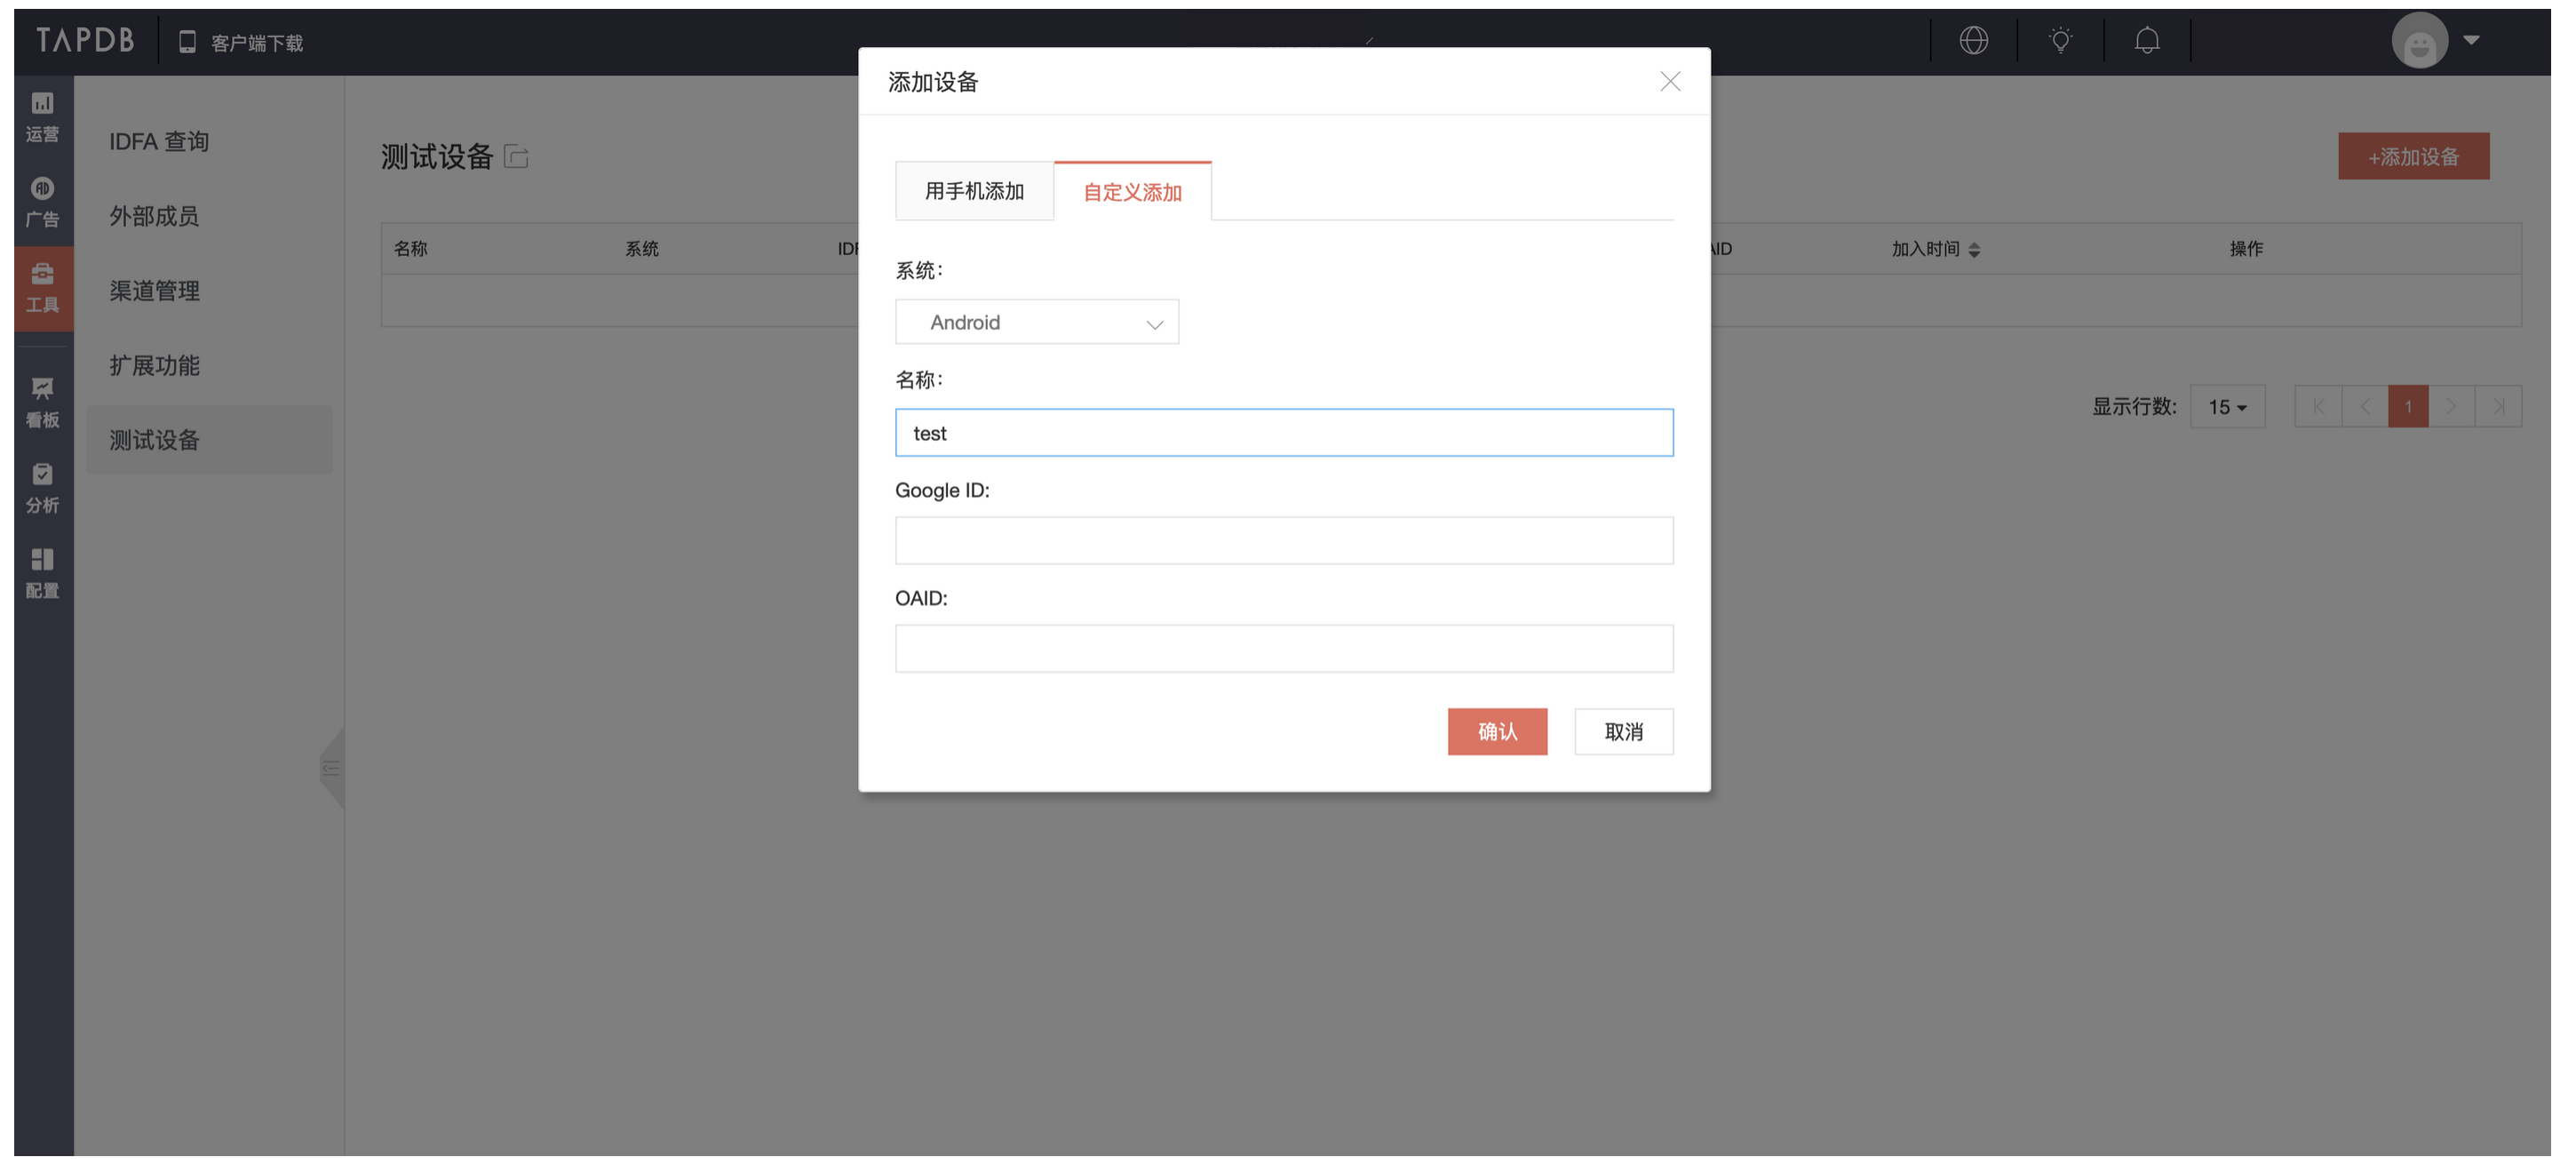 TAPDB
客户端下载
运营
广告
工具
看板
分析
配置
IDFA 查询
外部成员
渠道管理
扩展功能
测试设备
测试设备
+添加设备
名称 系统 加入时间 操作
显示行数: 15 1
添加设备
用手机添加 自定义添加
系统:
Android
名称:
test
Google ID:
OAID:
确认 取消